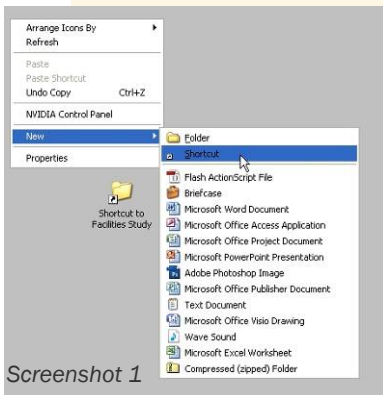 Arrange Icons By
Refresh
Paste
Paste Shortcut
Undo Copy Ctrl+Z
NVIDIA Control Panel
New
Properties
Folder
Shortcut
Flash ActionScript File
Briefcase
Microsoft Word Document
Microsoft Office Access Application
Microsoft Office Project Document
Microsoft PowerPoint Presentation
Adobe Photoshop Image
Microsoft Office Publisher Document
Text Document
Microsoft Office Visio Drawing
Wave Sound
Microsoft Excel Worksheet
Compressed (zipped) Folder
Shortcut to
Facilities Study
Screenshot 1